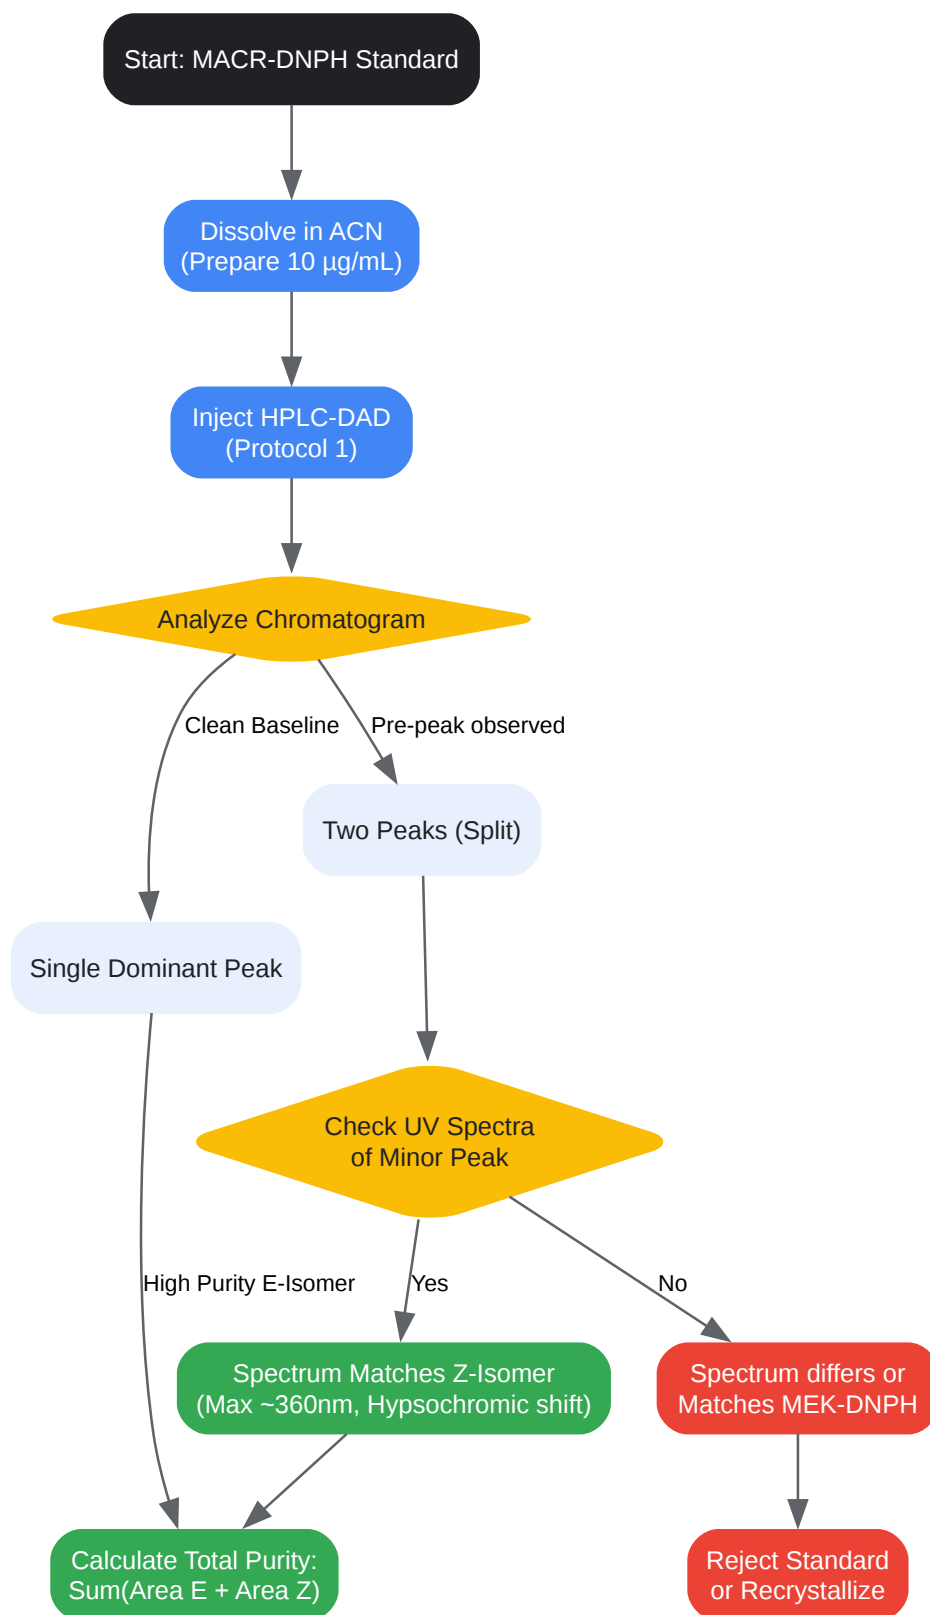 Start: MACR-DNPH Standard
Dissolve in ACN
(Prepare 10 µg/mL)
Inject HPLC-DAD
(Protocol 1)
Analyze Chromatogram
Clean Baseline
Pre-peak observed
Two Peaks (Split)
Single Dominant Peak
Check UV Spectra
of Minor Peak
High Purity E-Isomer
Yes
No
Spectrum Matches Z-Isomer
(Max ~360nm, Hypsochromic shift)
Spectrum differs or
Matches MEK-DNPH
Calculate Total Purity:
Sum(Area E + Area Z)
Reject Standard
or Recrystallize